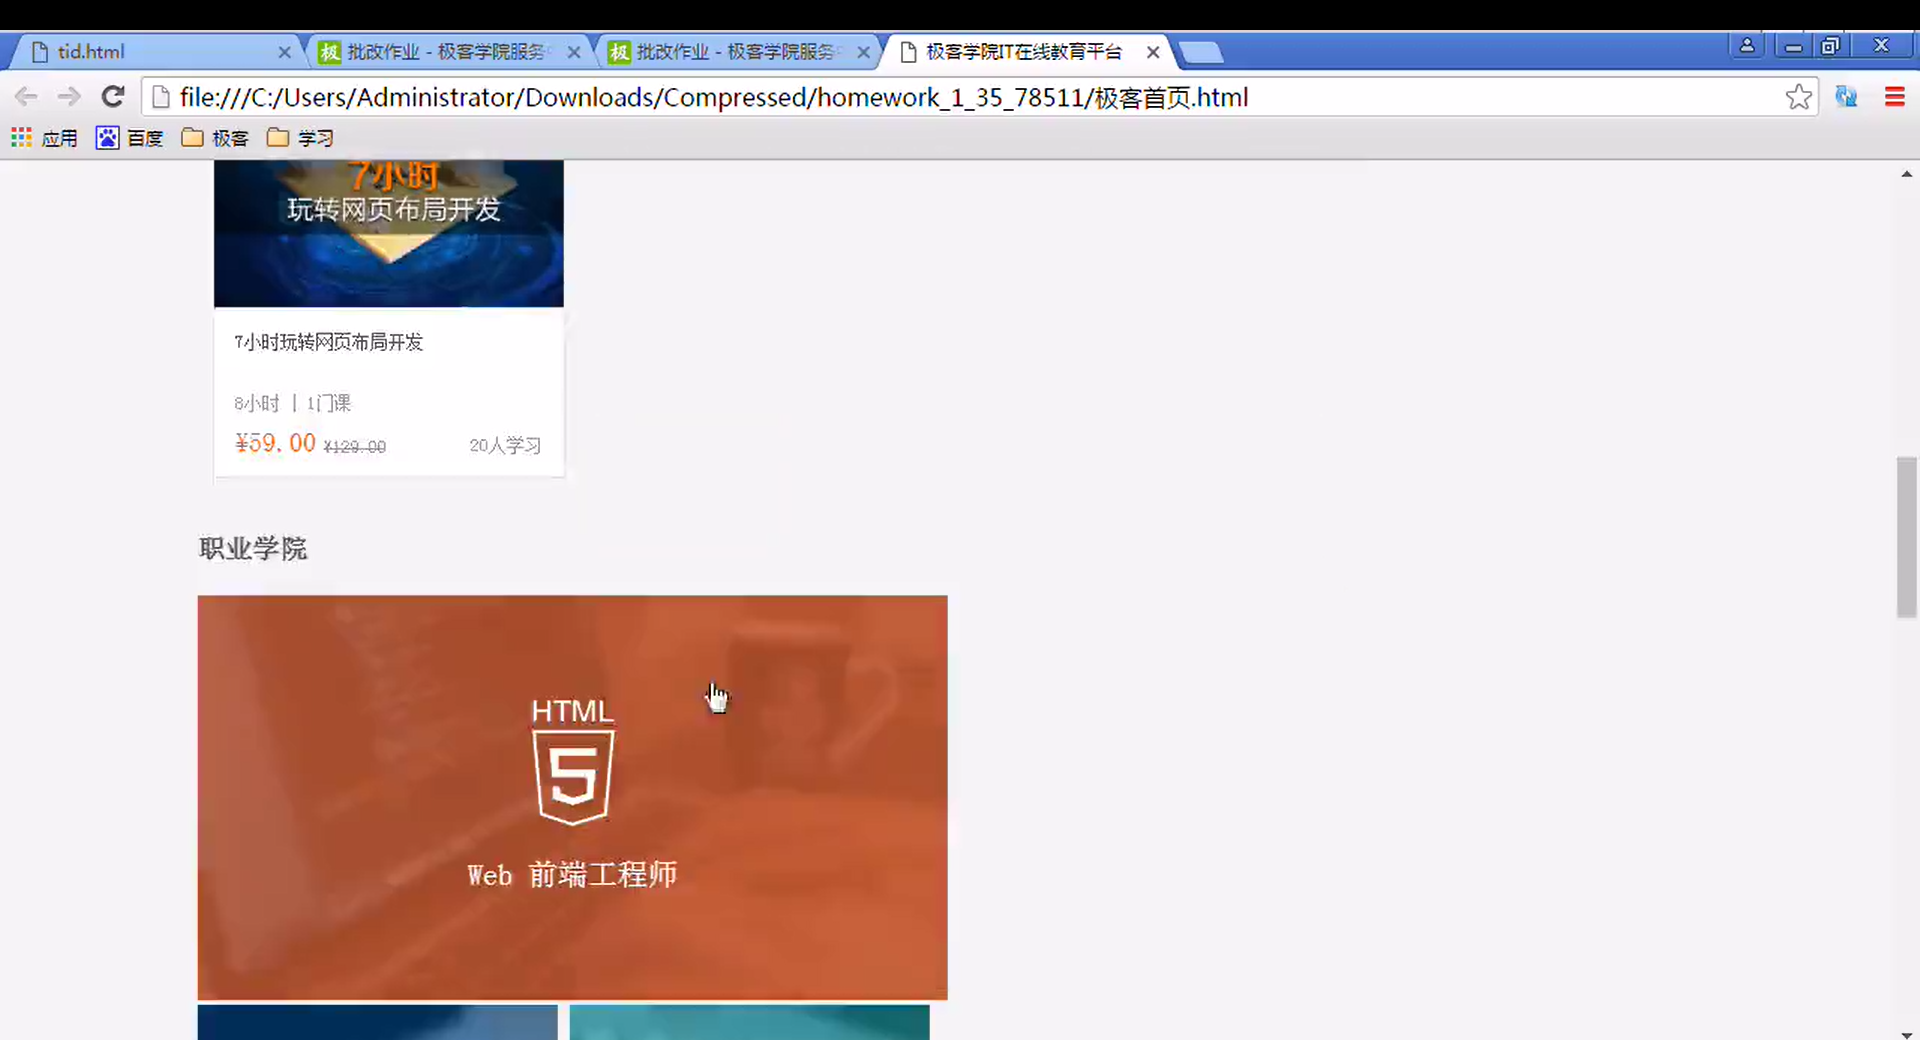 tid.html
极 批改作业 - 极客学院服务
极 批改作业 - 极客学院服务
极客学院IT在线教育平台
file:///C:/Users/Administrator/Downloads/Compressed/homework_1_35_78511/极客首页.html
应用 百度 极客 学习
7小时
玩转网页布局开发
7小时玩转网页布局开发
8小时 | 1门课
¥59.00 ¥129.00 20人学习
职业学院
HTML
5
Web 前端工程师